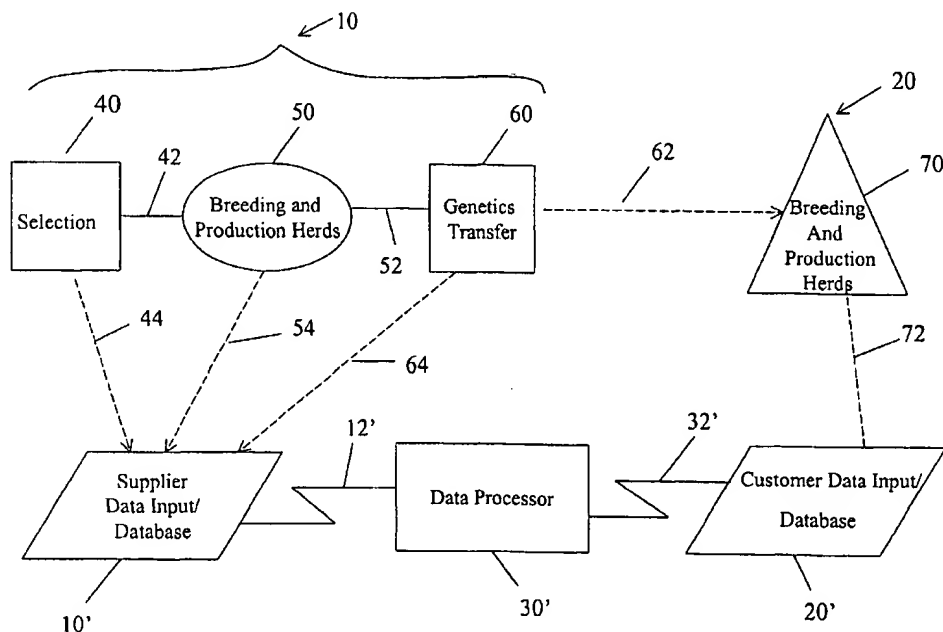 10
20
40
50
60
42
62
70
Selection
Breeding and
Production Herds
Genetics
Transfer
Breeding
And
Production
Herds
52
44
54
64
72
12'
32'
Supplier
Data Input/
Database
Data Processor
Customer Data Input/
Database
10'
30'
20'